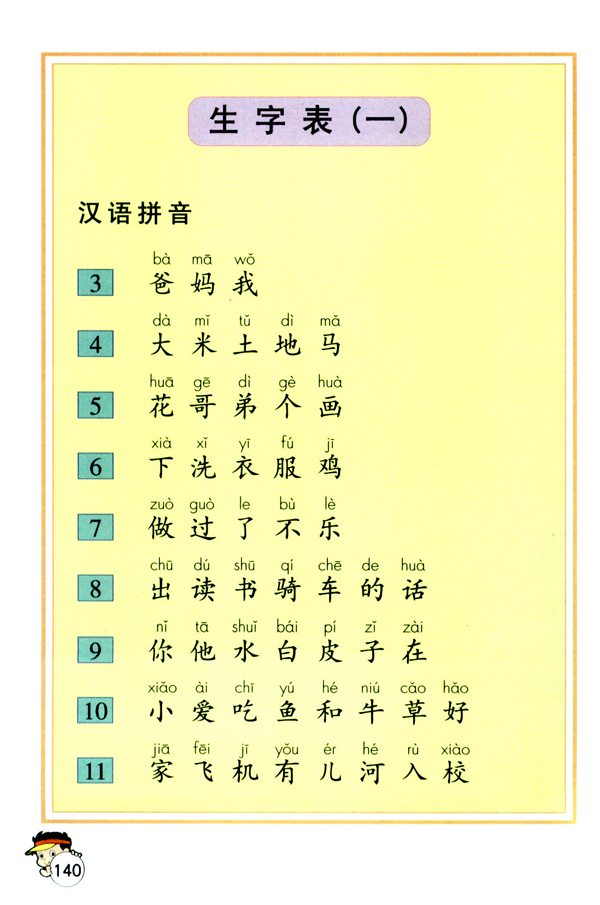 生字表（一）
汉语拼音
bà mā wǒ
3 爸 妈 我
dà mǐ tǔ dì mǎ
4 大 米 土 地 马
huā gē dì gè huà
5 花 哥 弟 个 画
xià xǐ yī fú jī
6 下 洗 衣 服 鸡
zuò guò le bù lè
7 做 过 了 不 乐
chū dú shū qí chē de huà
8 出 读 书 骑 车 的 话
nǐ tā shuǐ bái pí zǐ zài
9 你 他 水 白 皮 子 在
xiǎo ài chī yú hé niú cǎo hǎo
10 小 爱 吃 鱼 和 牛 草 好
jiā fēi jī yǒu ér hé rù xiào
11 家 飞 机 有 儿 河 入 校
140